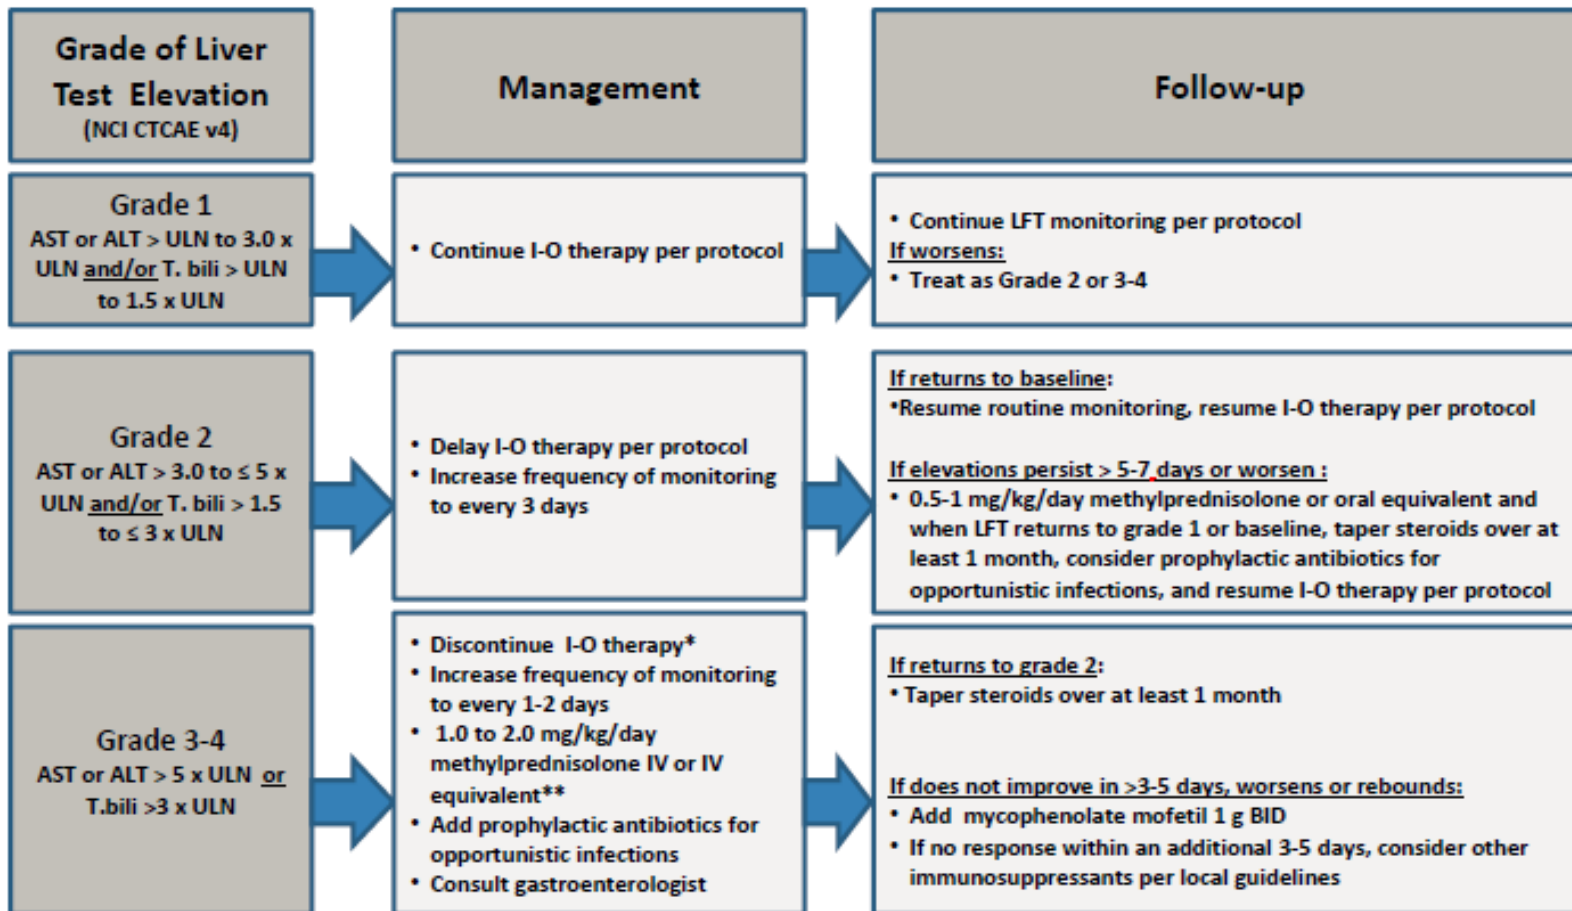 Grade of Liver
Test Elevation
(NCI CTCAE v4)
Management
Follow-up
Grade 1
AST or ALT > ULN to 3.0 x
ULN and/or T. bili > ULN
to 1.5 x ULN
• Continue I-O therapy per protocol
• Continue LFT monitoring per protocol
If worsens:
• Treat as Grade 2 or 3-4
Grade 2
AST or ALT > 3.0 to ≤ 5 x
ULN and/or T. bili > 1.5
to ≤ 3 x ULN
• Delay I-O therapy per protocol
• Increase frequency of monitoring
to every 3 days
If returns to baseline:
•Resume routine monitoring, resume I-O therapy per protocol
If elevations persist > 5-7 days or worsen :
• 0.5-1 mg/kg/day methylprednisolone or oral equivalent and
when LFT returns to grade 1 or baseline, taper steroids over at
least 1 month, consider prophylactic antibiotics for
opportunistic infections, and resume I-O therapy per protocol
Grade 3-4
AST or ALT > 5 x ULN or
T.bili >3 x ULN
• Discontinue I-O therapy*
• Increase frequency of monitoring
to every 1-2 days
• 1.0 to 2.0 mg/kg/day
methylprednisolone IV or IV
equivalent**
• Add prophylactic antibiotics for
opportunistic infections
• Consult gastroenterologist
If returns to grade 2:
• Taper steroids over at least 1 month
If does not improve in >3-5 days, worsens or rebounds:
• Add mycophenolate mofetil 1 g BID
• If no response within an additional 3-5 days, consider other
immunosuppressants per local guidelines